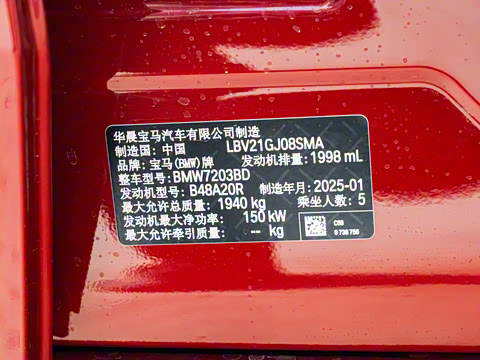 华晨宝马汽车有限公司制造
制造国: 中国 LBV21GJ08SMA
品牌: 宝马(BMW)牌 发动机排量: 1998 mL
整车型号: BMW7203BD
发动机型号: B48A20R 制造年月: 2025-01
最大允许总质量: 1940 kg 乘坐人数: 5
发动机最大净功率: 150 kW
最大允许牵引质量: -- kg